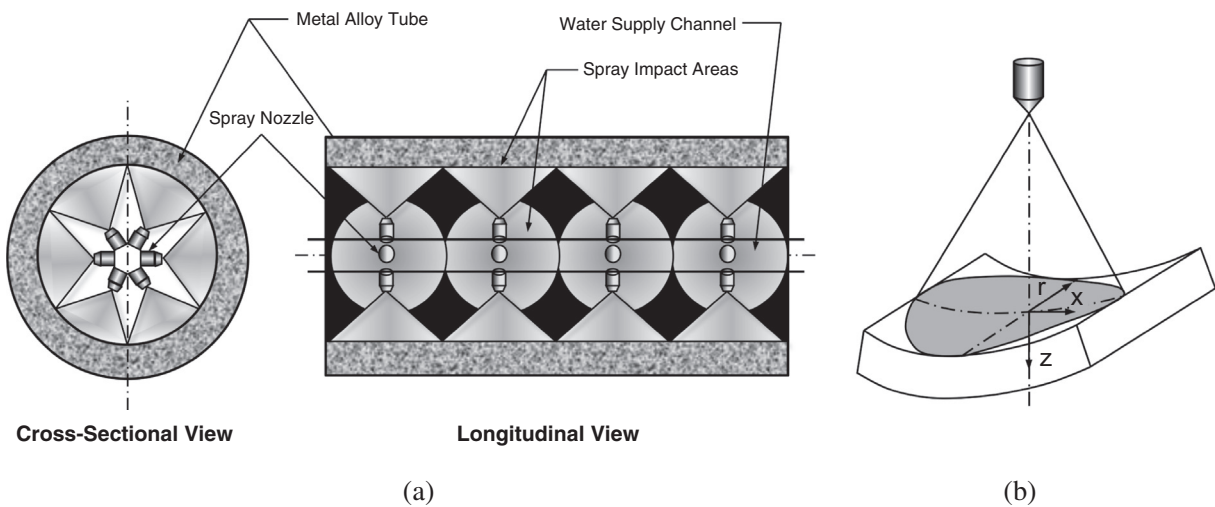 Metal Alloy Tube
Water Supply Channel
Spray Impact Areas
Spray Nozzle
r
x
z
Cross-Sectional View
Longitudinal View
(a)
(b)